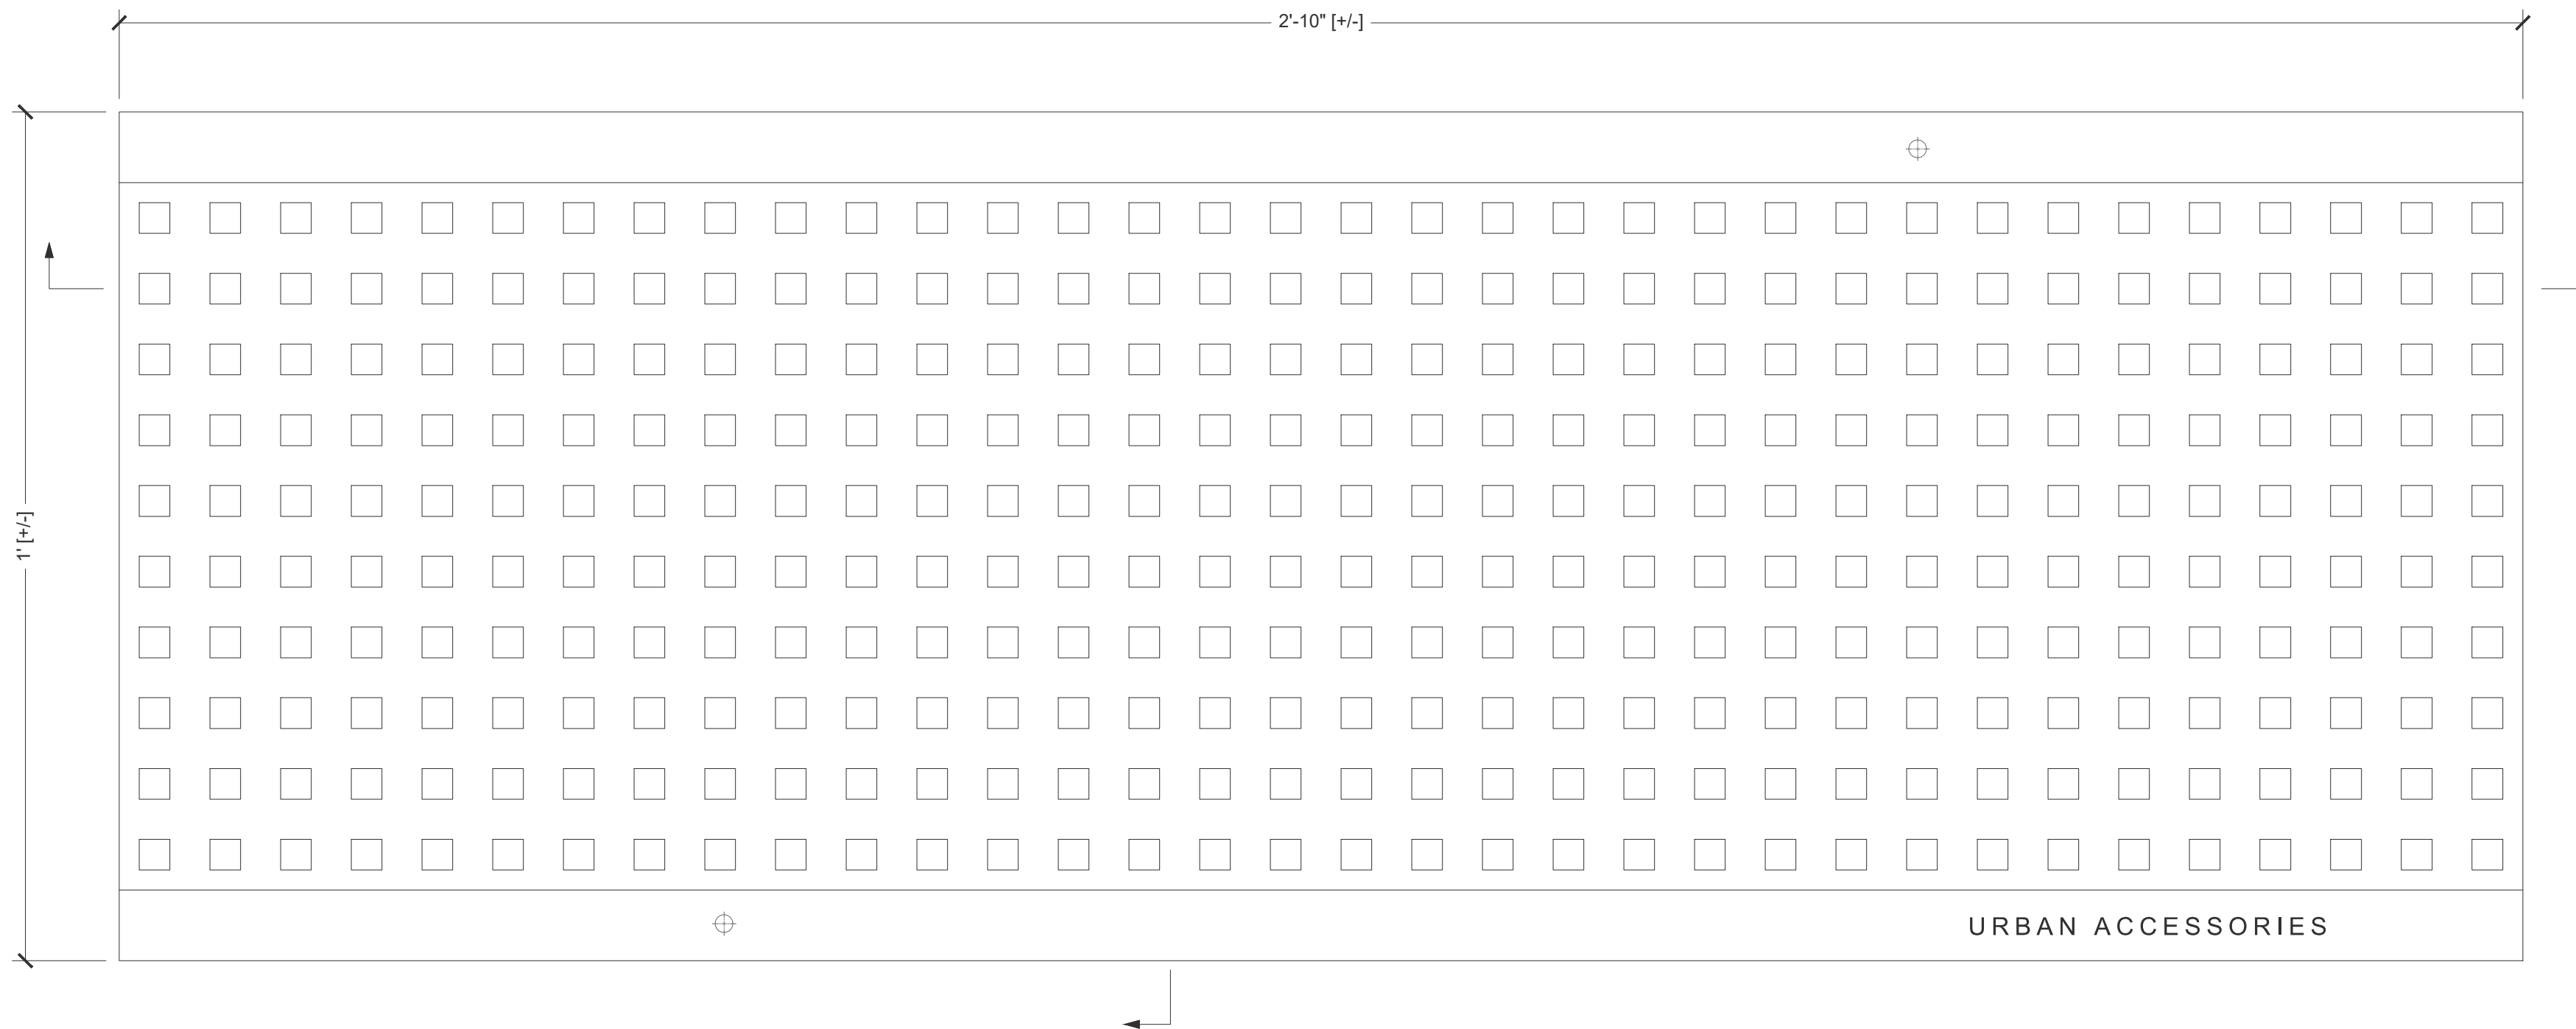 2'-10" [+/-]
1' [+/-]
URBAN ACCESSORIES